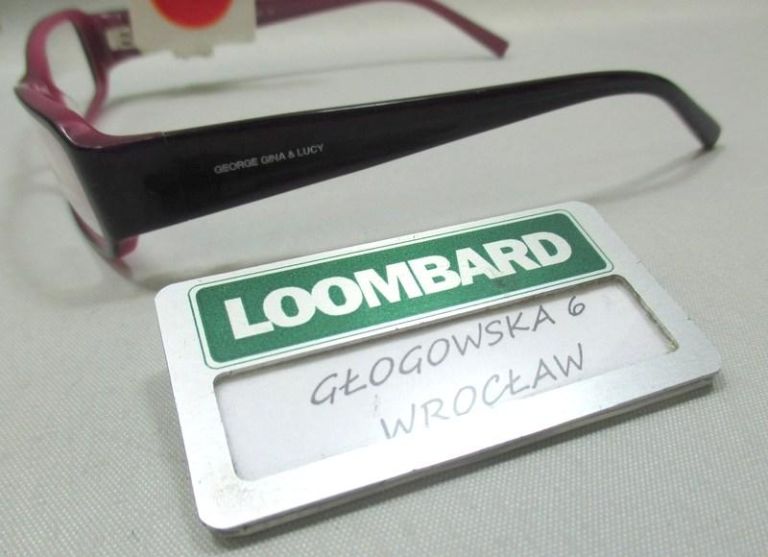 GEORGE GINA & LUCY
LOOMBARD
GŁOGOWSKA 6
WROCŁAW